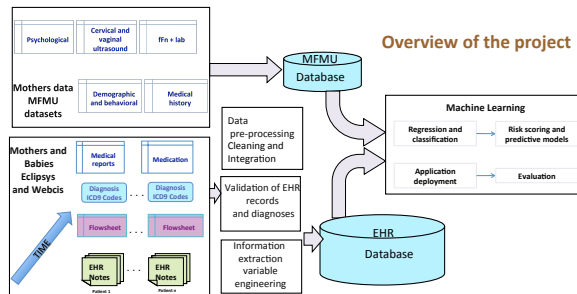 Overview of the project
Psychological
Cervical and
vaginal
ultrasound
fFn + lab
Mothers data
MFMU
datasets
Demographic
and behavioral
Medical
history
MFMU
Database
Machine Learning
Regression and
classification
Risk scoring and
predictive models
Application
deployment
Evaluation
Data
pre-processing
Cleaning and
Integration
Mothers and
Babies
Eclipsys
and Webcis
Medical
reports
Medication
Diagnosis
ICD9 Codes
. . .
Diagnosis
ICD9 Codes
Validation of EHR
records
and diagnoses
Flowsheet
. . .
Flowsheet
TIME
EHR
Notes
. . .
EHR
Notes
Patient 1
Patient n
Information
extraction
variable
engineering
EHR
Database